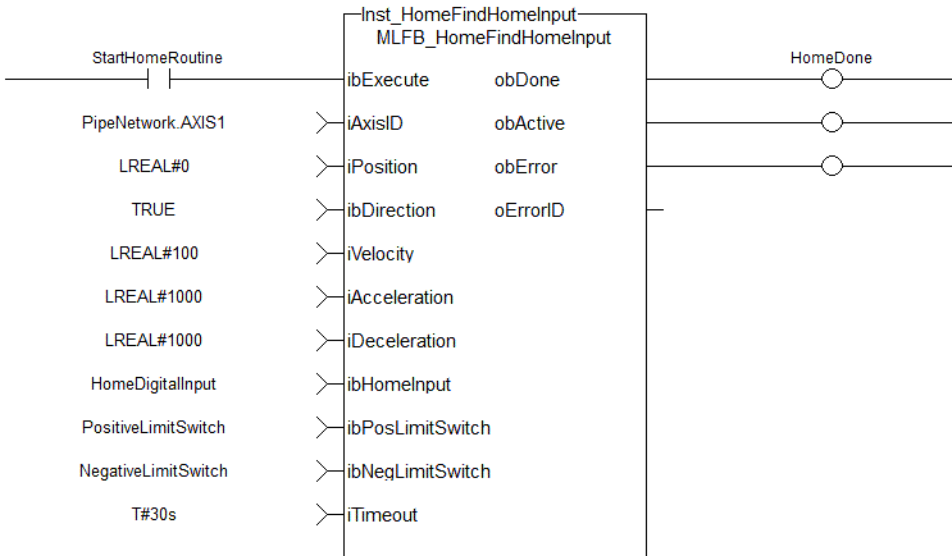 Inst_HomeFindHomeInput
MLFB_HomeFindHomeInput
StartHomeRoutine ibExecute obDone HomeDone
PipeNetwork.AXIS1 iAxisID obActive
LREAL#0 iPosition obError
TRUE ibDirection oErrorID
LREAL#100 iVelocity
LREAL#1000 iAcceleration
LREAL#1000 iDeceleration
HomeDigitalInput ibHomeInput
PositiveLimitSwitch ibPosLimitSwitch
NegativeLimitSwitch ibNegLimitSwitch
T#30s iTimeout